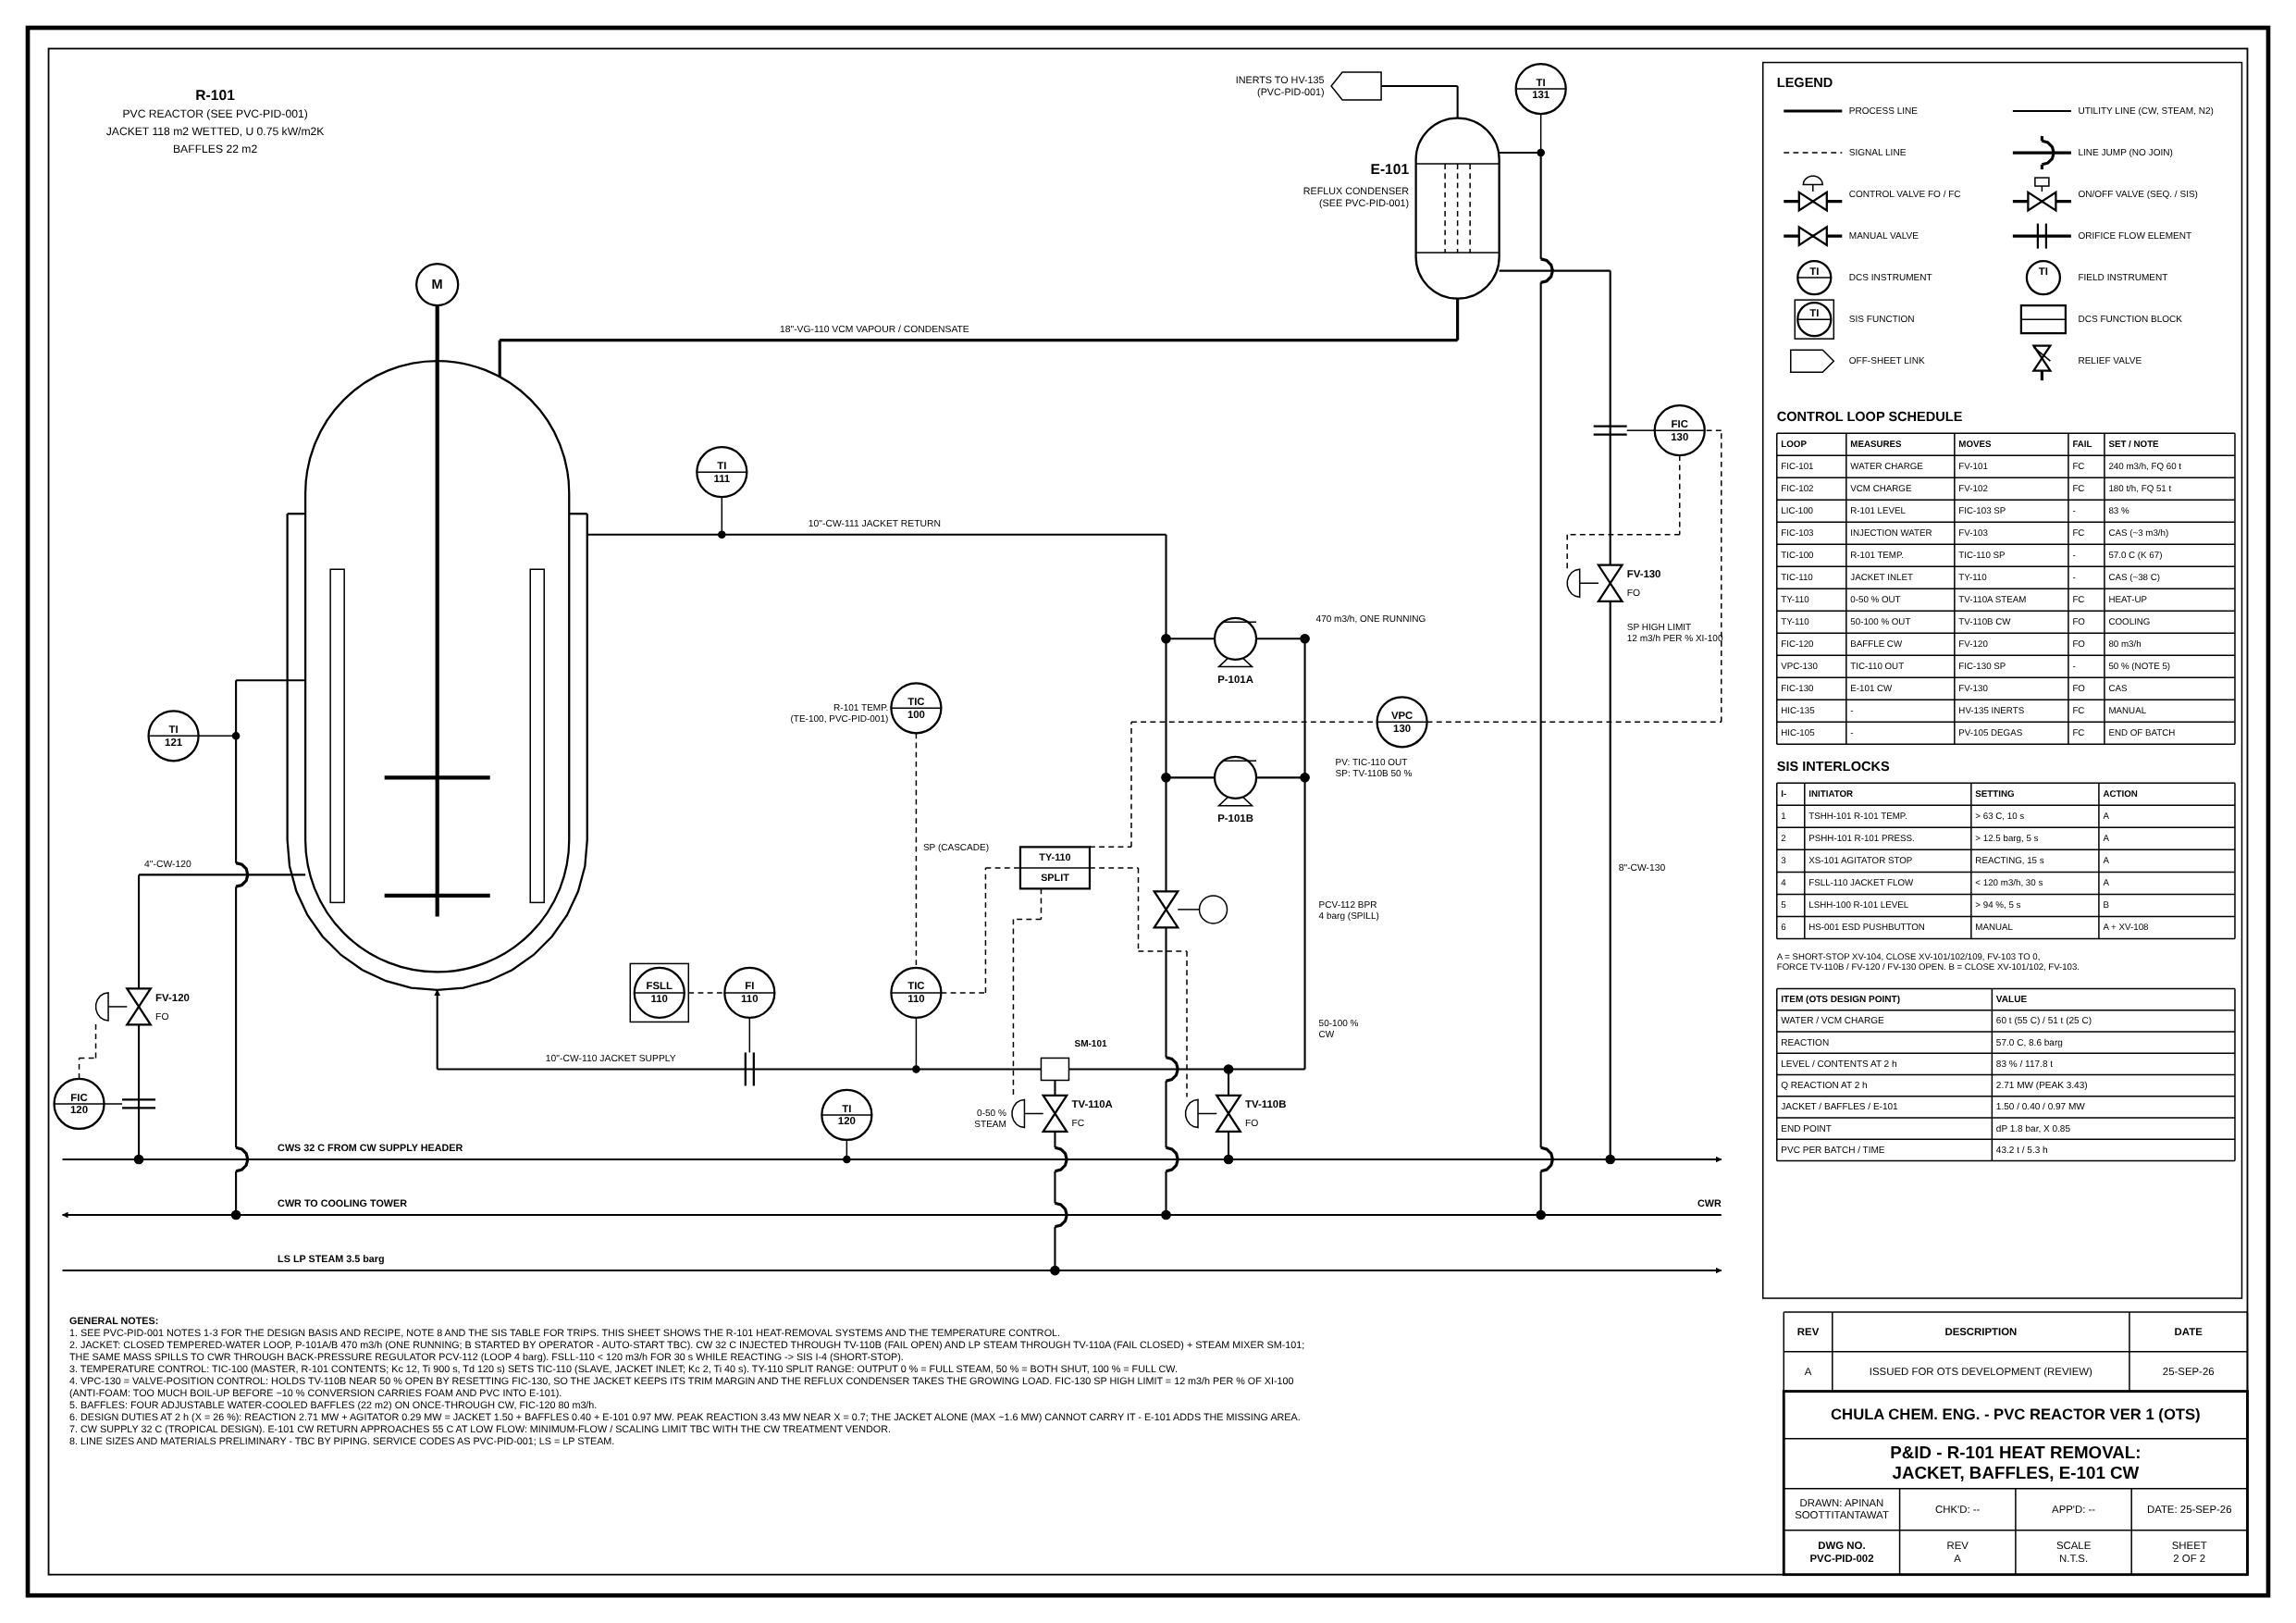 R-101
PVC REACTOR (SEE PVC-PID-001)
JACKET 118 m2 WETTED, U 0.75 kW/m2K
BAFFLES 22 m2
INERTS TO HV-135
(PVC-PID-001)
TI
131
E-101
REFLUX CONDENSER
(SEE PVC-PID-001)
M
18"-VG-110 VCM VAPOUR / CONDENSATE
FIC
130
TI
111
10"-CW-111 JACKET RETURN
FV-130
FO
SP HIGH LIMIT
12 m3/h PER % XI-100
470 m3/h, ONE RUNNING
P-101A
TIC
100
R-101 TEMP.
(TE-100, PVC-PID-001)
VPC
130
PV: TIC-110 OUT
SP: TV-110B 50 %
TI
121
P-101B
SP (CASCADE)
TY-110
SPLIT
4"-CW-120
8"-CW-130
PCV-112 BPR
4 barg (SPILL)
FV-120
FO
FSLL
110
FI
110
TIC
110
50-100 %
CW
SM-101
10"-CW-110 JACKET SUPPLY
FIC
120
TI
120
0-50 %
STEAM
TV-110A
FC
TV-110B
FO
CWS 32 C FROM CW SUPPLY HEADER
CWR TO COOLING TOWER
CWR
LS LP STEAM 3.5 barg
GENERAL NOTES:
1. SEE PVC-PID-001 NOTES 1-3 FOR THE DESIGN BASIS AND RECIPE, NOTE 8 AND THE SIS TABLE FOR TRIPS. THIS SHEET SHOWS THE R-101 HEAT-REMOVAL SYSTEMS AND THE TEMPERATURE CONTROL.
2. JACKET: CLOSED TEMPERED-WATER LOOP, P-101A/B 470 m3/h (ONE RUNNING; B STARTED BY OPERATOR - AUTO-START TBC). CW 32 C INJECTED THROUGH TV-110B (FAIL OPEN) AND LP STEAM THROUGH TV-110A (FAIL CLOSED) + STEAM MIXER SM-101;
THE SAME MASS SPILLS TO CWR THROUGH BACK-PRESSURE REGULATOR PCV-112 (LOOP 4 barg). FSLL-110 < 120 m3/h FOR 30 s WHILE REACTING -> SIS I-4 (SHORT-STOP).
3. TEMPERATURE CONTROL: TIC-100 (MASTER, R-101 CONTENTS; Kc 12, Ti 900 s, Td 120 s) SETS TIC-110 (SLAVE, JACKET INLET; Kc 2, Ti 40 s). TY-110 SPLIT RANGE: OUTPUT 0 % = FULL STEAM, 50 % = BOTH SHUT, 100 % = FULL CW.
4. VPC-130 = VALVE-POSITION CONTROL: HOLDS TV-110B NEAR 50 % OPEN BY RESETTING FIC-130, SO THE JACKET KEEPS ITS TRIM MARGIN AND THE REFLUX CONDENSER TAKES THE GROWING LOAD. FIC-130 SP HIGH LIMIT = 12 m3/h PER % OF XI-100
(ANTI-FOAM: TOO MUCH BOIL-UP BEFORE ~10 % CONVERSION CARRIES FOAM AND PVC INTO E-101).
5. BAFFLES: FOUR ADJUSTABLE WATER-COOLED BAFFLES (22 m2) ON ONCE-THROUGH CW, FIC-120 80 m3/h.
6. DESIGN DUTIES AT 2 h (X = 26 %): REACTION 2.71 MW + AGITATOR 0.29 MW = JACKET 1.50 + BAFFLES 0.40 + E-101 0.97 MW. PEAK REACTION 3.43 MW NEAR X = 0.7; THE JACKET ALONE (MAX ~1.6 MW) CANNOT CARRY IT - E-101 ADDS THE MISSING AREA.
7. CW SUPPLY 32 C (TROPICAL DESIGN). E-101 CW RETURN APPROACHES 55 C AT LOW FLOW: MINIMUM-FLOW / SCALING LIMIT TBC WITH THE CW TREATMENT VENDOR.
8. LINE SIZES AND MATERIALS PRELIMINARY - TBC BY PIPING. SERVICE CODES AS PVC-PID-001; LS = LP STEAM.
LEGEND
PROCESS LINE
UTILITY LINE (CW, STEAM, N2)
SIGNAL LINE
LINE JUMP (NO JOIN)
CONTROL VALVE FO / FC
ON/OFF VALVE (SEQ. / SIS)
MANUAL VALVE
ORIFICE FLOW ELEMENT
TI
DCS INSTRUMENT
TI
FIELD INSTRUMENT
TI
SIS FUNCTION
DCS FUNCTION BLOCK
OFF-SHEET LINK
RELIEF VALVE
CONTROL LOOP SCHEDULE
LOOP MEASURES MOVES FAIL SET / NOTE
FIC-101 WATER CHARGE FV-101 FC 240 m3/h, FQ 60 t
FIC-102 VCM CHARGE FV-102 FC 180 t/h, FQ 51 t
LIC-100 R-101 LEVEL FIC-103 SP - 83 %
FIC-103 INJECTION WATER FV-103 FC CAS (~3 m3/h)
TIC-100 R-101 TEMP. TIC-110 SP - 57.0 C (K 67)
TIC-110 JACKET INLET TY-110 - CAS (~38 C)
TY-110 0-50 % OUT TV-110A STEAM FC HEAT-UP
TY-110 50-100 % OUT TV-110B CW FO COOLING
FIC-120 BAFFLE CW FV-120 FO 80 m3/h
VPC-130 TIC-110 OUT FIC-130 SP - 50 % (NOTE 5)
FIC-130 E-101 CW FV-130 FO CAS
HIC-135 - HV-135 INERTS FC MANUAL
HIC-105 - PV-105 DEGAS FC END OF BATCH
SIS INTERLOCKS
I- INITIATOR SETTING ACTION
1 TSHH-101 R-101 TEMP. > 63 C, 10 s A
2 PSHH-101 R-101 PRESS. > 12.5 barg, 5 s A
3 XS-101 AGITATOR STOP REACTING, 15 s A
4 FSLL-110 JACKET FLOW < 120 m3/h, 30 s A
5 LSHH-100 R-101 LEVEL > 94 %, 5 s B
6 HS-001 ESD PUSHBUTTON MANUAL A + XV-108
A = SHORT-STOP XV-104, CLOSE XV-101/102/109, FV-103 TO 0,
FORCE TV-110B / FV-120 / FV-130 OPEN. B = CLOSE XV-101/102, FV-103.
ITEM (OTS DESIGN POINT) VALUE
WATER / VCM CHARGE 60 t (55 C) / 51 t (25 C)
REACTION 57.0 C, 8.6 barg
LEVEL / CONTENTS AT 2 h 83 % / 117.8 t
Q REACTION AT 2 h 2.71 MW (PEAK 3.43)
JACKET / BAFFLES / E-101 1.50 / 0.40 / 0.97 MW
END POINT dP 1.8 bar, X 0.85
PVC PER BATCH / TIME 43.2 t / 5.3 h
REV DESCRIPTION DATE
A ISSUED FOR OTS DEVELOPMENT (REVIEW) 25-SEP-26
CHULA CHEM. ENG. - PVC REACTOR VER 1 (OTS)
P&ID - R-101 HEAT REMOVAL:
JACKET, BAFFLES, E-101 CW
DRAWN: APINAN
SOOTTITANTAWAT
CHK'D: --
APP'D: --
DATE: 25-SEP-26
DWG NO.
PVC-PID-002
REV
A
SCALE
N.T.S.
SHEET
2 OF 2